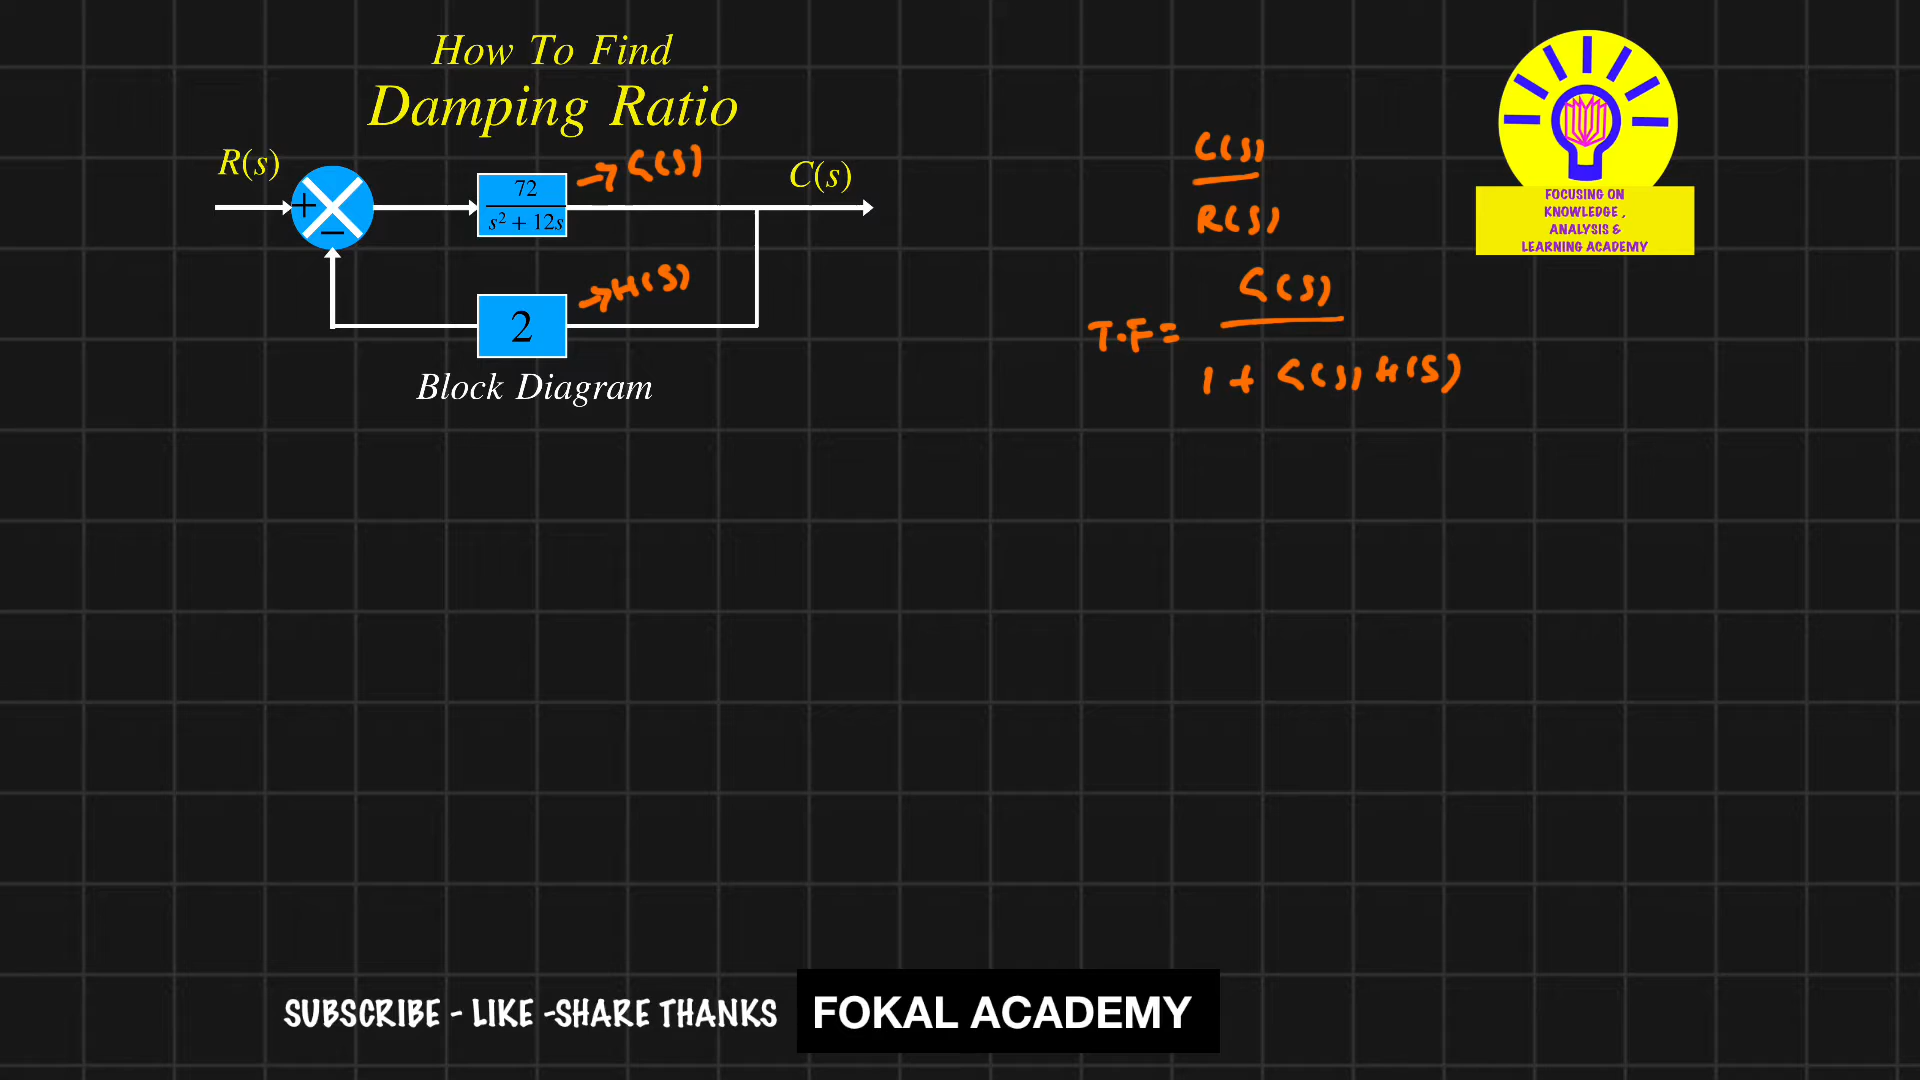 How To Find
Damping Ratio
R(s)
+
−
72
s² + 12s
→ G(S)
C(s)
2
→ H(S)
Block Diagram
C(S)
R(S)
T.F = G(S)
1 + G(S) H(S)
FOCUSING ON
KNOWLEDGE ,
ANALYSIS &
LEARNING ACADEMY
SUBSCRIBE - LIKE -SHARE THANKS
FOKAL ACADEMY